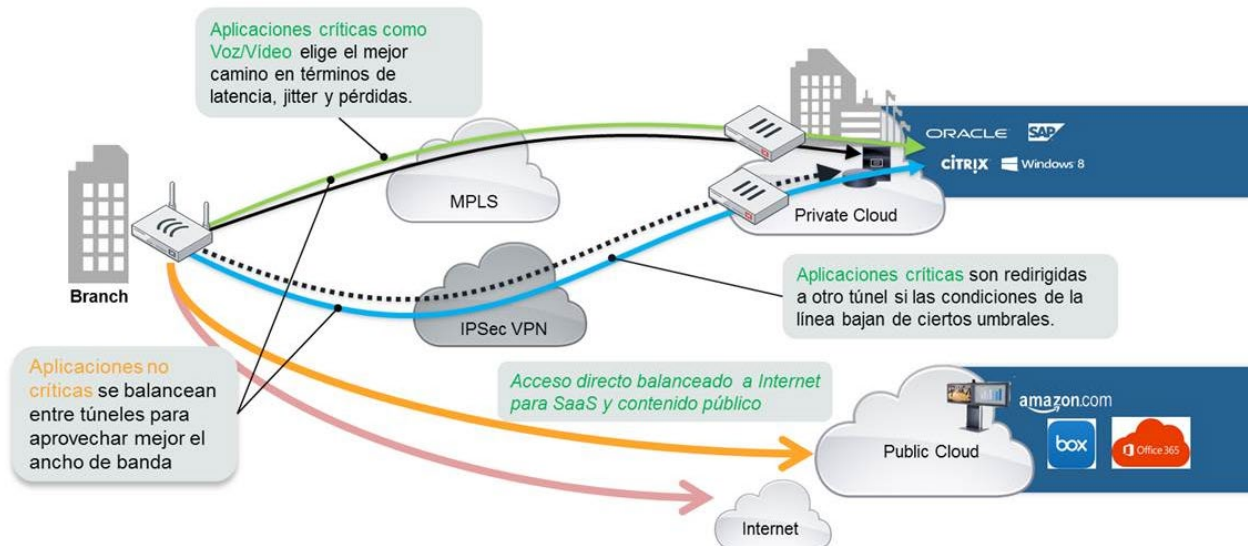 Aplicaciones críticas como
Voz/Vídeo elige el mejor
camino en términos de
latencia, jitter y pérdidas.
ORACLE
SAP
CİTRIX
Windows 8
MPLS
Private Cloud
Branch
IPSec VPN
Aplicaciones críticas son redirigidas
a otro túnel si las condiciones de la
línea bajan de ciertos umbrales.
Aplicaciones no
críticas se balancean
entre túneles para
aprovechar mejor el
ancho de banda
Acceso directo balanceado a Internet
para SaaS y contenido público
amazon.com
box
Office 365
Public Cloud
Internet